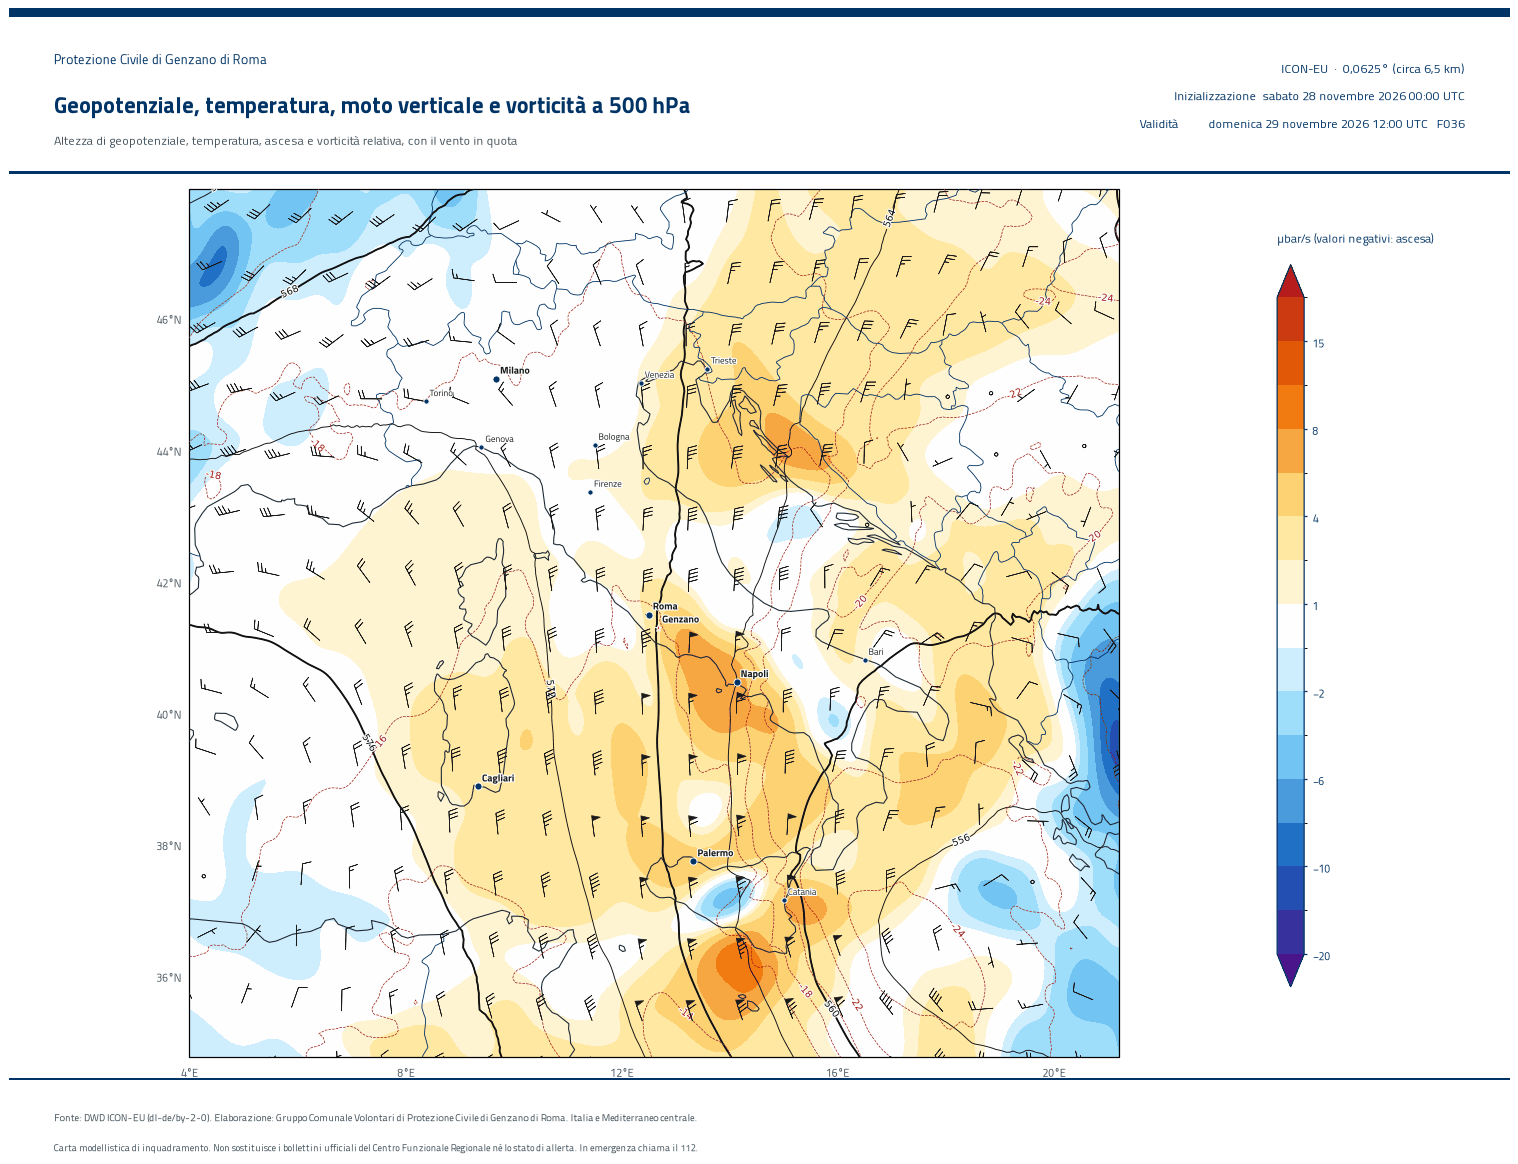 Protezione Civile di Genzano di Roma
Geopotenziale, temperatura, moto verticale e vorticità a 500 hPa
Altezza di geopotenziale, temperatura, ascesa e vorticità relativa, con il vento in quota
ICON-EU · 0,0625° (circa 6,5 km)
Inizializzazione sabato 28 novembre 2026 00:00 UTC
Validità domenica 29 novembre 2026 12:00 UTC F036
µbar/s (valori negativi: ascesa)
15
8
4
1
−2
−6
−10
−20
46°N
44°N
42°N
40°N
38°N
36°N
4°E
8°E
12°E
16°E
20°E
564
568
-24
-24
Trieste
Milano
Venezia
Torino
-22
Bologna
Genova
-18
Firenze
-18
-20
-20
Roma
Genzano
Bari
Napoli
576
-16
-22
Cagliari
556
Palermo
Catania
-24
-18
560
-22
Fonte: DWD ICON-EU (dl-de/by-2-0). Elaborazione: Gruppo Comunale Volontari di Protezione Civile di Genzano di Roma. Italia e Mediterraneo centrale.
Carta modellistica di inquadramento. Non sostituisce i bollettini ufficiali del Centro Funzionale Regionale né lo stato di allerta. In emergenza chiama il 112.